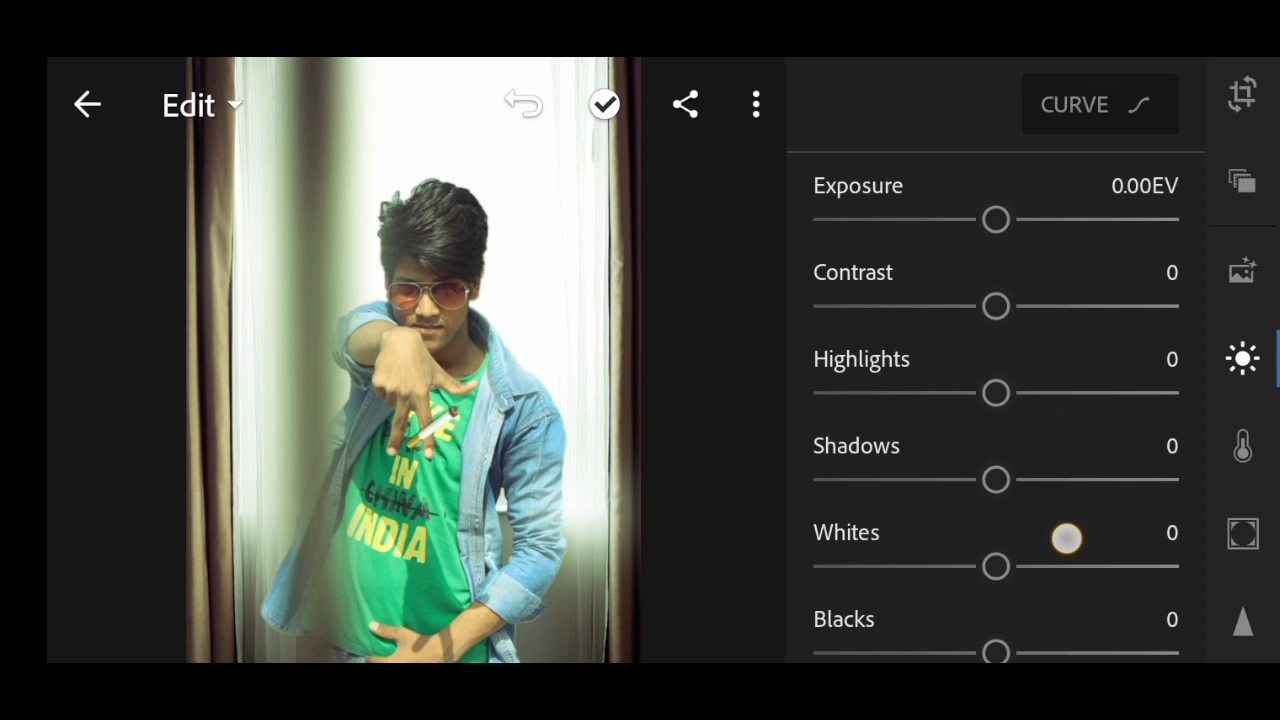 Edit
CURVE
Exposure 0.00EV
Contrast 0
Highlights 0
Shadows 0
Whites 0
Blacks 0
IN
CHINA
INDIA